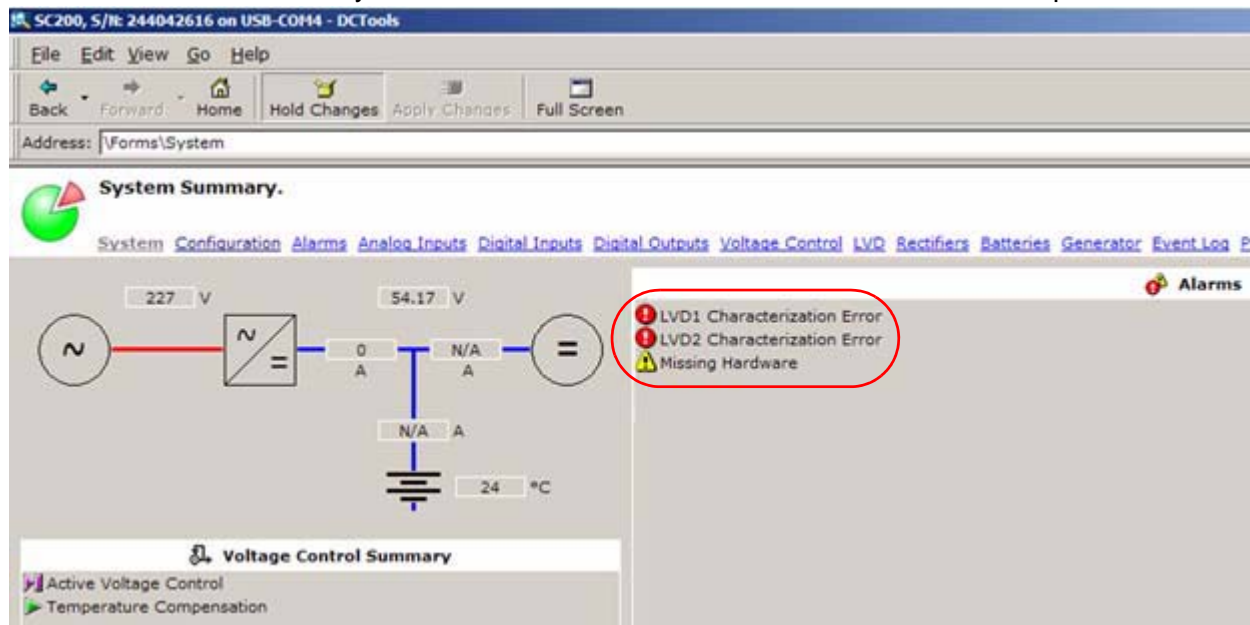 SC200, S/N: 244042616 on USB-COM4 - DCTools
File Edit View Go Help
Back Forward Home Hold Changes Apply Changes Full Screen
Address: \Forms\System
System Summary.
System Configuration Alarms Analog Inputs Digital Inputs Digital Outputs Voltage Control LVD Rectifiers Batteries Generator Event Log
Alarms
227 V 54.17 V
LVD1 Characterization Error
LVD2 Characterization Error
Missing Hardware
~ ~ = 0 A N/A A =
N/A A
24 °C
Voltage Control Summary
Active Voltage Control
Temperature Compensation